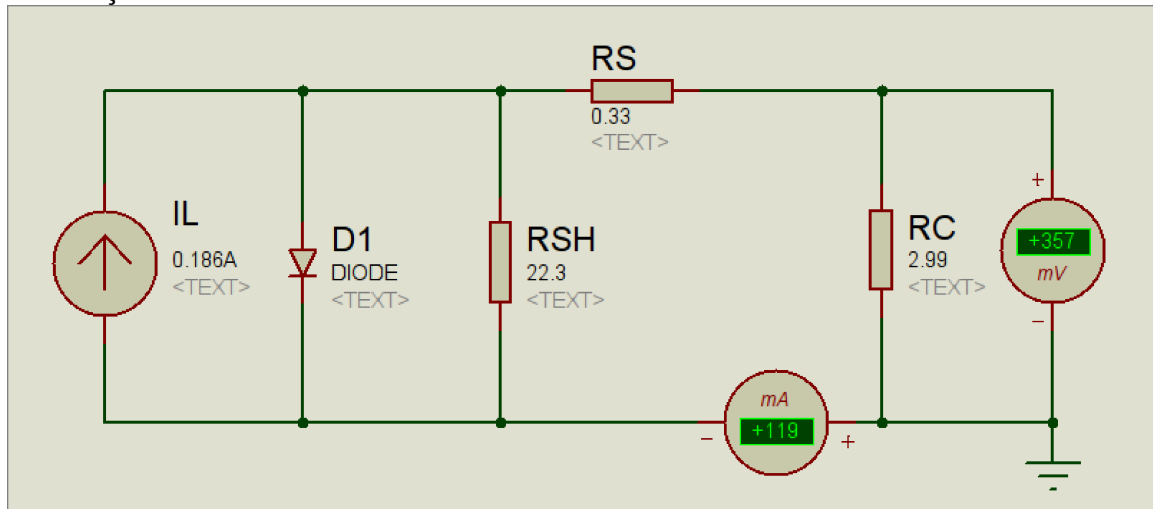 RS
0.33
<TEXT>
IL
0.186A
<TEXT>
D1
DIODE
<TEXT>
RSH
22.3
<TEXT>
RC
2.99
<TEXT>
+
+357
mV
−
mA
+119
−
+